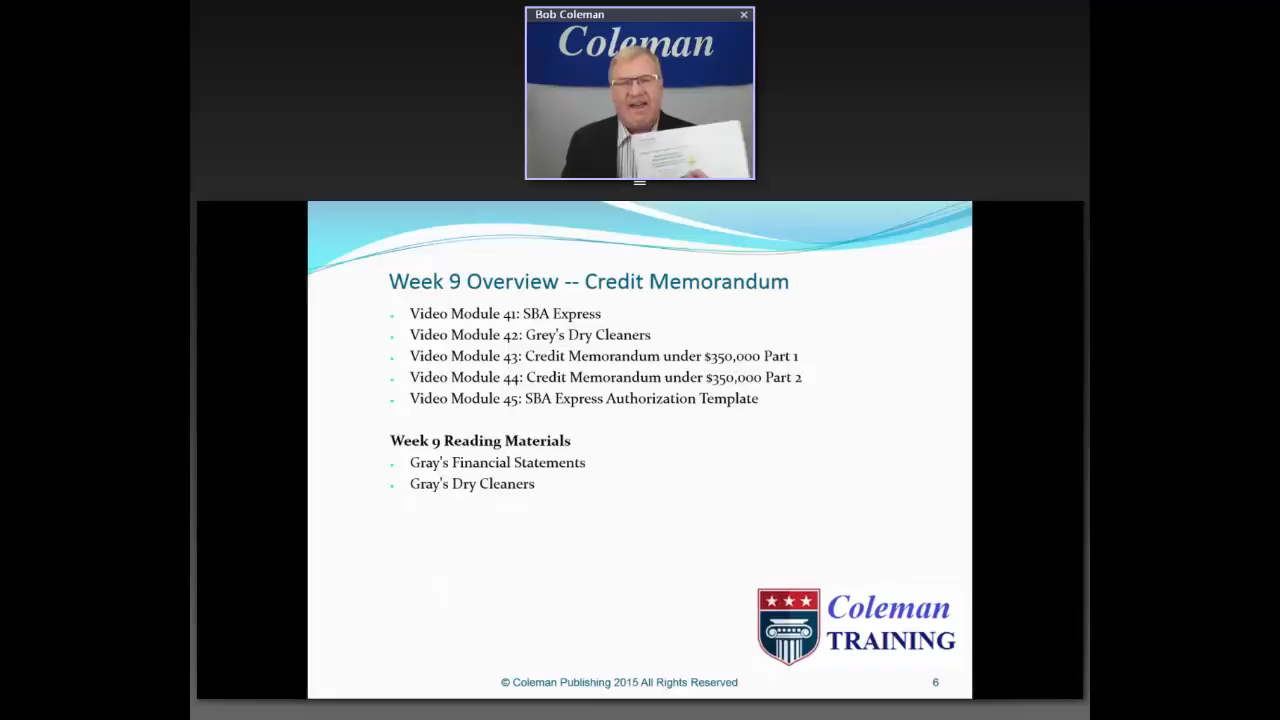 Bob Coleman
Coleman
Week 9 Overview -- Credit Memorandum
Video Module 41: SBA Express
Video Module 42: Grey's Dry Cleaners
Video Module 43: Credit Memorandum under $350,000 Part 1
Video Module 44: Credit Memorandum under $350,000 Part 2
Video Module 45: SBA Express Authorization Template
Week 9 Reading Materials
Gray's Financial Statements
Gray's Dry Cleaners
Coleman
TRAINING
© Coleman Publishing 2015 All Rights Reserved
6